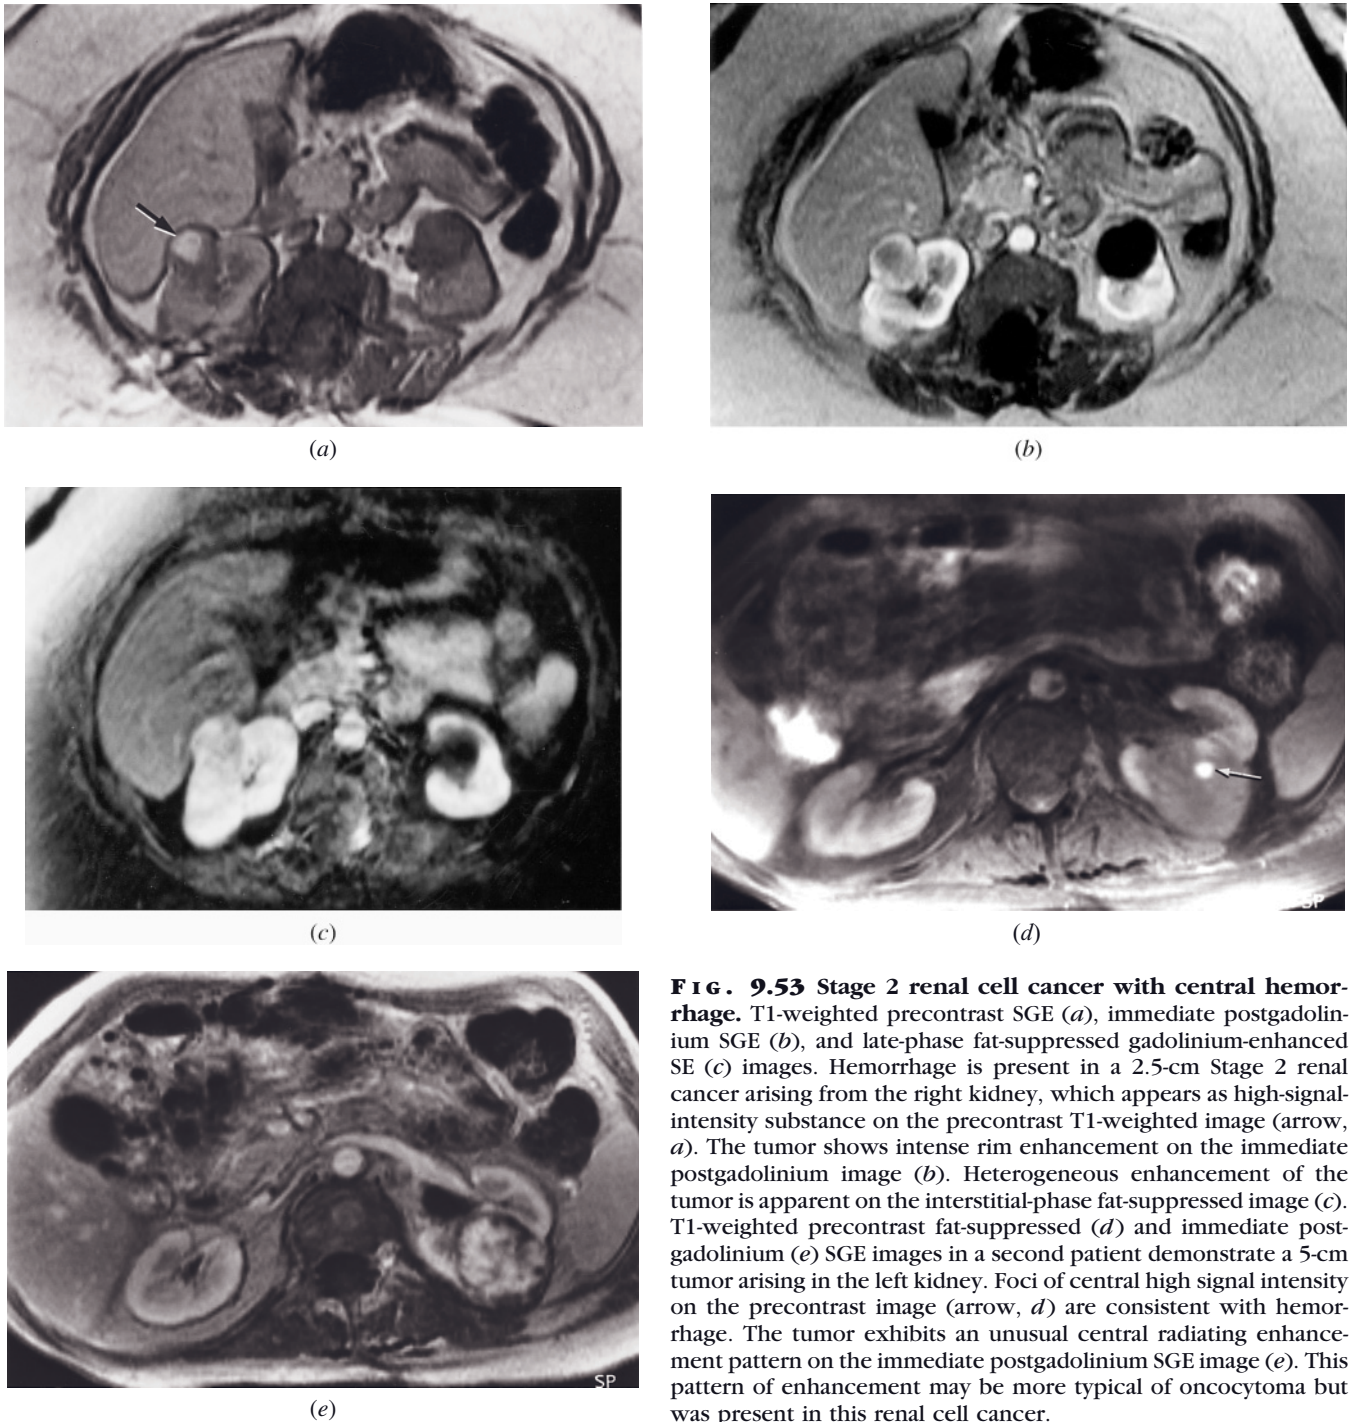 (a)
(b)
(c)
SP
(d)
SP
(e)
FIG. 9.53 Stage 2 renal cell cancer with central hemor-
rhage. T1-weighted precontrast SGE (a), immediate postgadolin-
ium SGE (b), and late-phase fat-suppressed gadolinium-enhanced
SE (c) images. Hemorrhage is present in a 2.5-cm Stage 2 renal
cancer arising from the right kidney, which appears as high-signal-
intensity substance on the precontrast T1-weighted image (arrow,
a). The tumor shows intense rim enhancement on the immediate
postgadolinium image (b). Heterogeneous enhancement of the
tumor is apparent on the interstitial-phase fat-suppressed image (c).
T1-weighted precontrast fat-suppressed (d) and immediate post-
gadolinium (e) SGE images in a second patient demonstrate a 5-cm
tumor arising in the left kidney. Foci of central high signal intensity
on the precontrast image (arrow, d) are consistent with hemor-
rhage. The tumor exhibits an unusual central radiating enhance-
ment pattern on the immediate postgadolinium SGE image (e). This
pattern of enhancement may be more typical of oncocytoma but
was present in this renal cell cancer.